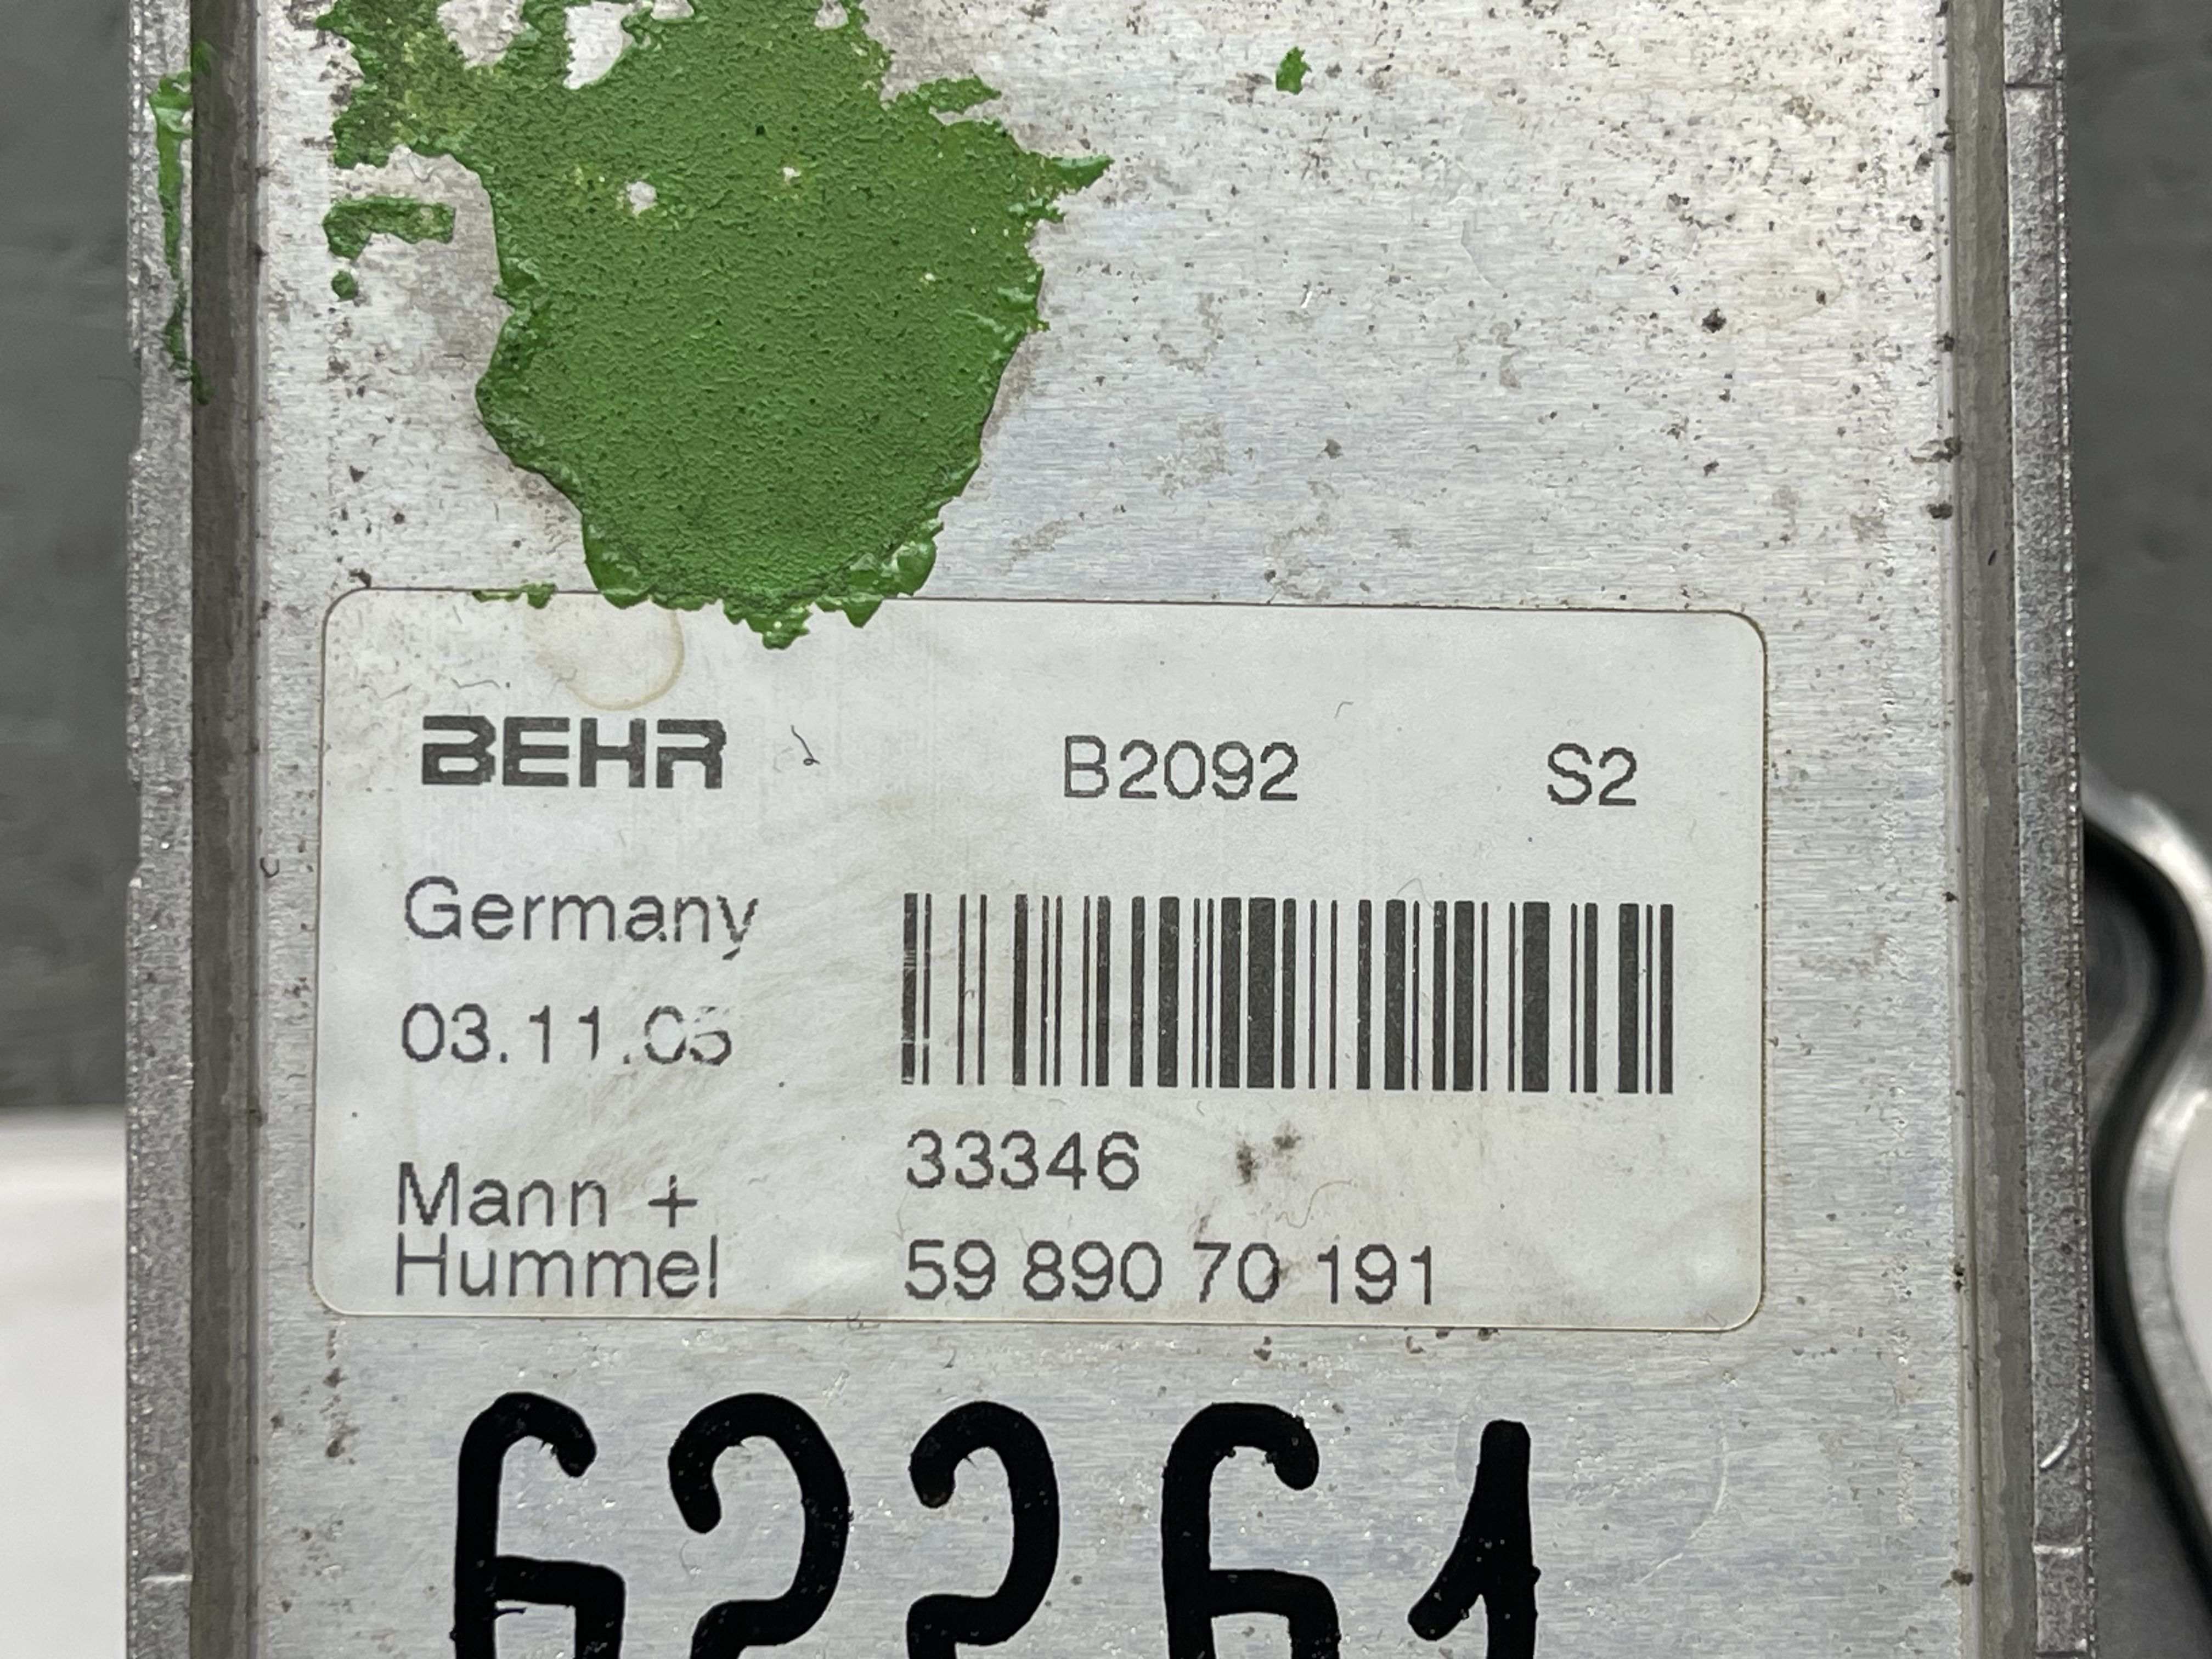 BEHR B2092 S2
Germany
03.11.05
33346
Mann +
Hummel 59 890 70 191
62261